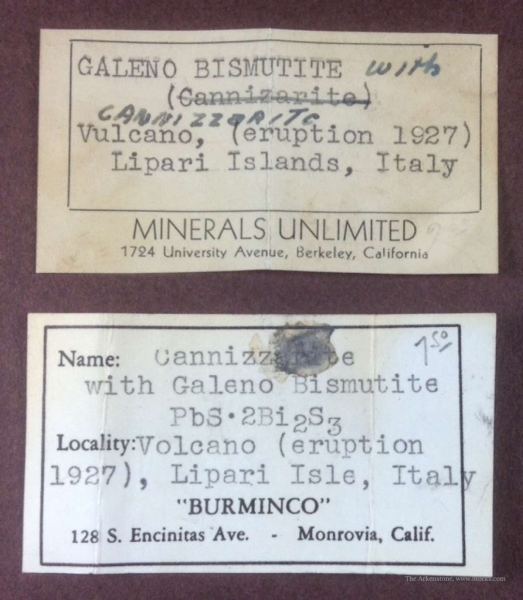 GALENO BISMUTITE with
(Cannizarite)
CANNIZZARITE
Vulcano, (eruption 1927)
Lipari Islands, Italy
MINERALS UNLIMITED
1724 University Avenue, Berkeley, California
Name: Cannizzarite
with Galeno Bismutite
PbS·2Bi2S3
Locality: Volcano (eruption
1927), Lipari Isle, Italy
"BURMINCO"
128 S. Encinitas Ave. - Monrovia, Calif.
The Arkenstone, www.iRocks.com